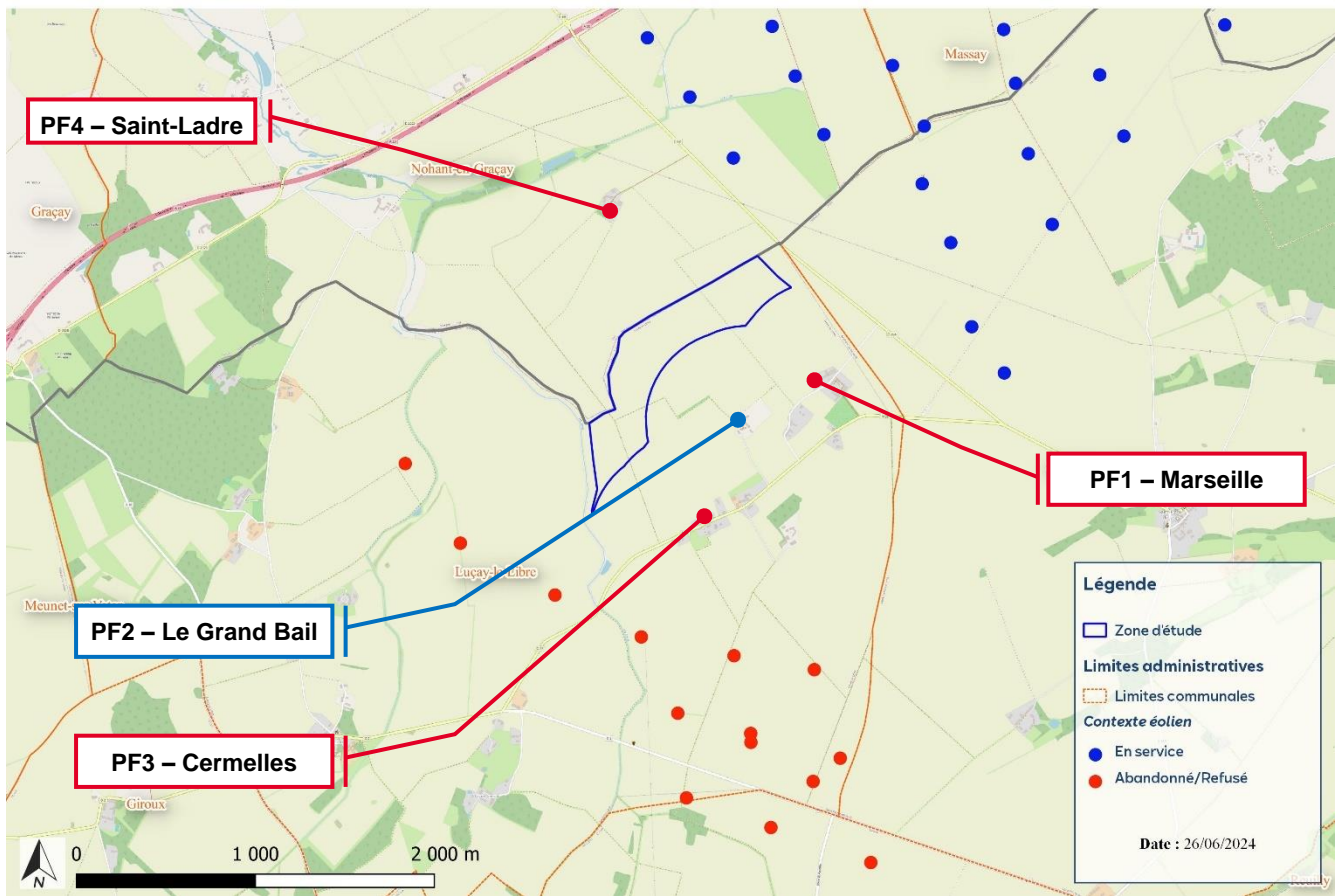 Massay
PF4 – Saint-Ladre
Nohant-en-Graçay
Graçay
PF1 – Marseille
Luçay-le-Libre
PF2 – Le Grand Bail
PF3 – Cermelles
Giroux
Légende
Zone d'étude
Limites administratives
Limites communales
Contexte éolien
En service
Abandonné/Refusé
Date : 26/06/2024
Reuilly
0 1 000 2 000 m
N